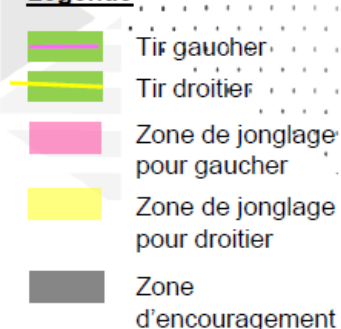 Légende
Tir gaucher
Tir droitier
Zone de jonglage
pour gaucher
Zone de jonglage
pour droitier
Zone
d'encouragement